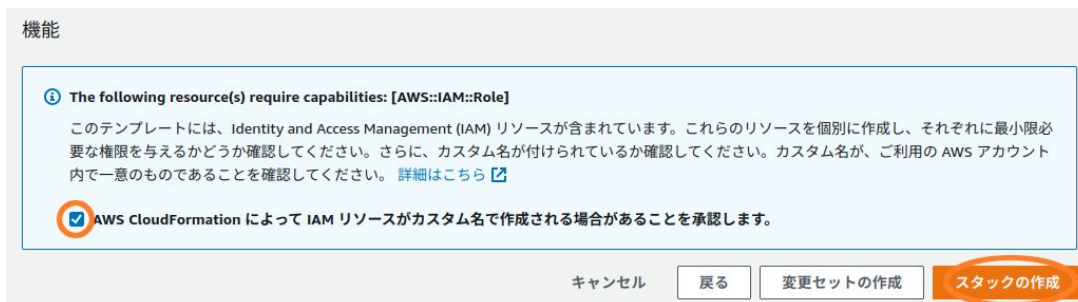 機能
The following resource(s) require capabilities: [AWS::IAM::Role]
このテンプレートには、Identity and Access Management (IAM) リソースが含まれています。これらのリソースを個別に作成し、それぞれに最小限必
要な権限を与えるかどうか確認してください。さらに、カスタム名が付けられているか確認してください。カスタム名が、ご利用の AWS アカウント
内で一意のものであることを確認してください。 詳細はこちら
AWS CloudFormation によって IAM リソースがカスタム名で作成される場合があることを承認します。
キャンセル 戻る 変更セットの作成 スタックの作成